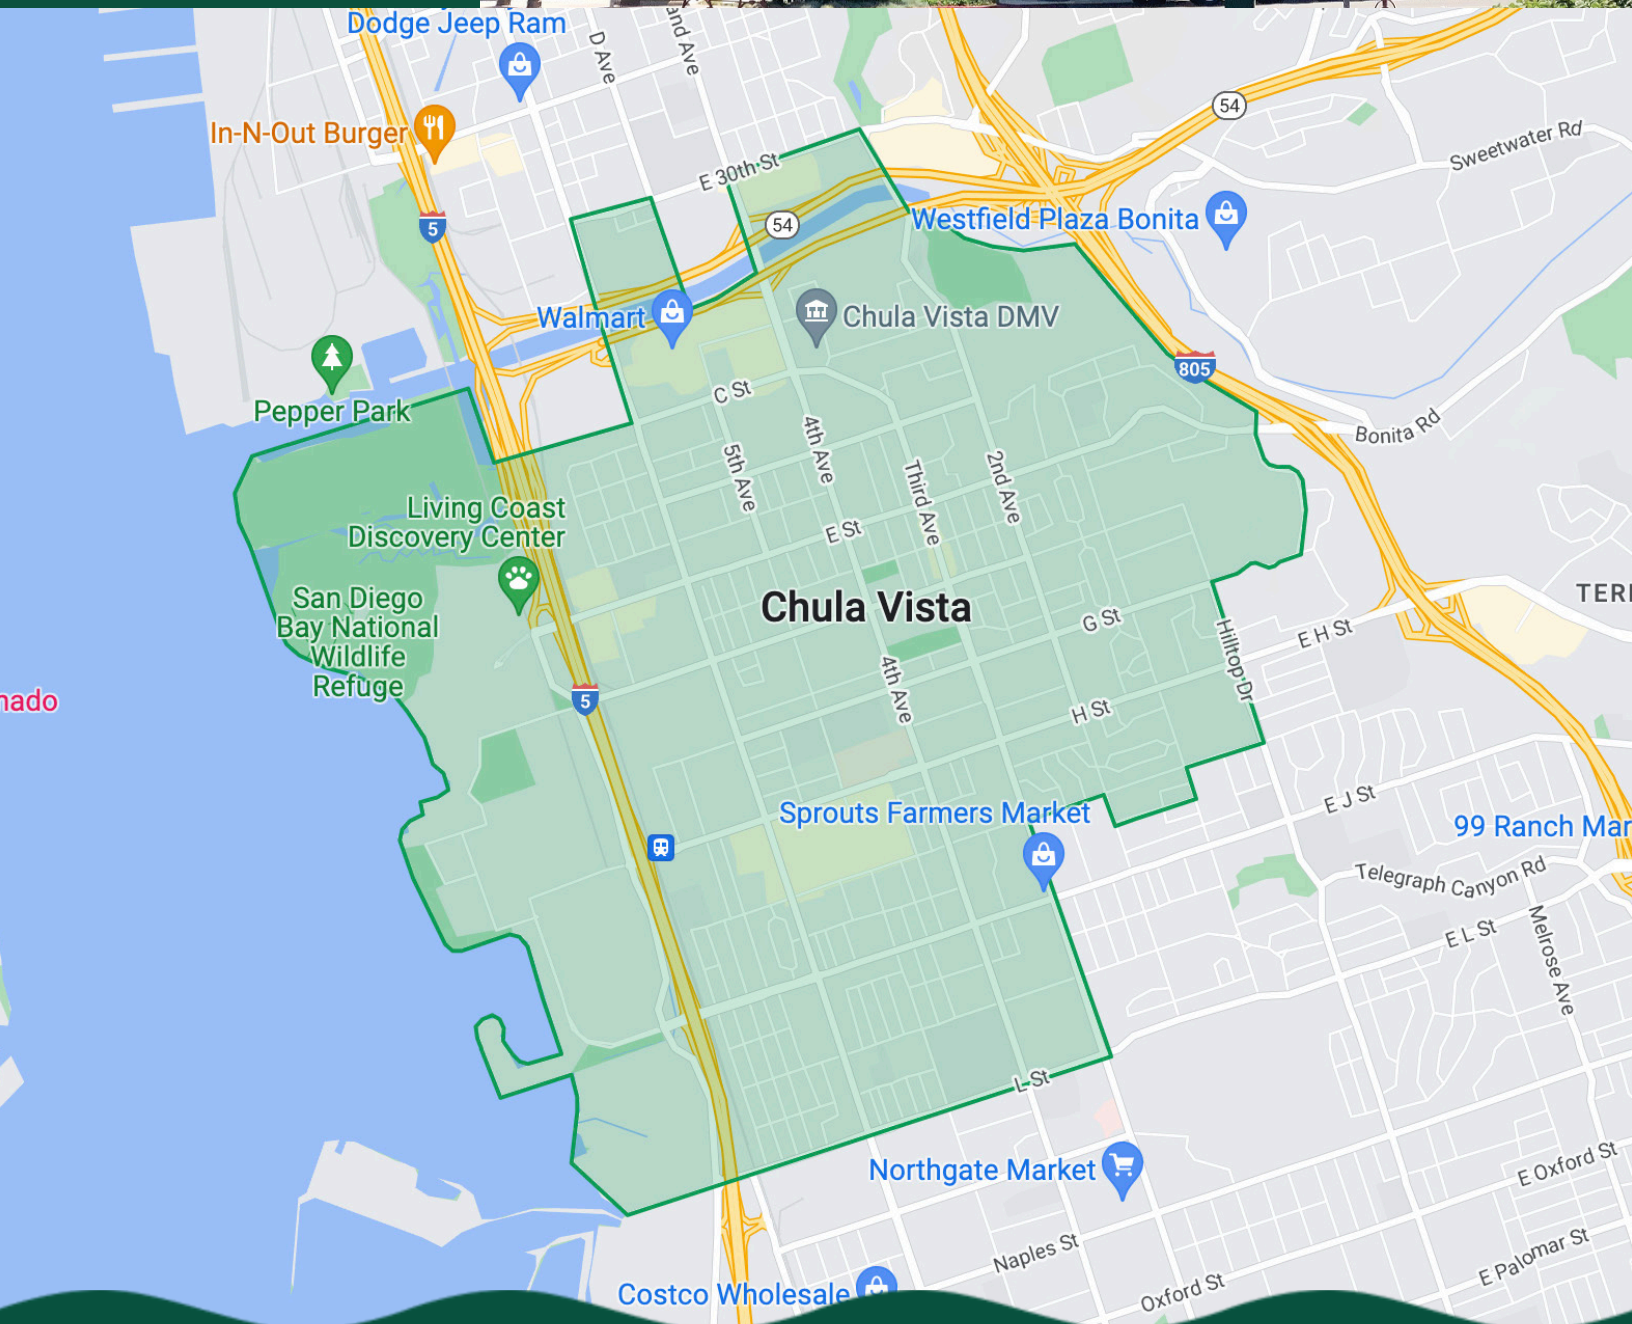 Dodge Jeep Ram
D Ave
and Ave
In-N-Out Burger
54
Sweetwater Rd
E 30th St
5
54
Westfield Plaza Bonita
Walmart
Chula Vista DMV
805
Pepper Park
C St
Bonita Rd
4th Ave
5th Ave
Third Ave
2nd Ave
Living Coast
Discovery Center
E St
San Diego
Bay National
Wildlife
Refuge
Chula Vista
TERR
G St
E H St
Hilltop Dr
nado
5
4th Ave
H St
E J St
Sprouts Farmers Market
99 Ranch Mar
Telegraph Canyon Rd
E L St
Melrose Ave
L St
Northgate Market
E Oxford St
Naples St
E Palomar St
Oxford St
Costco Wholesale